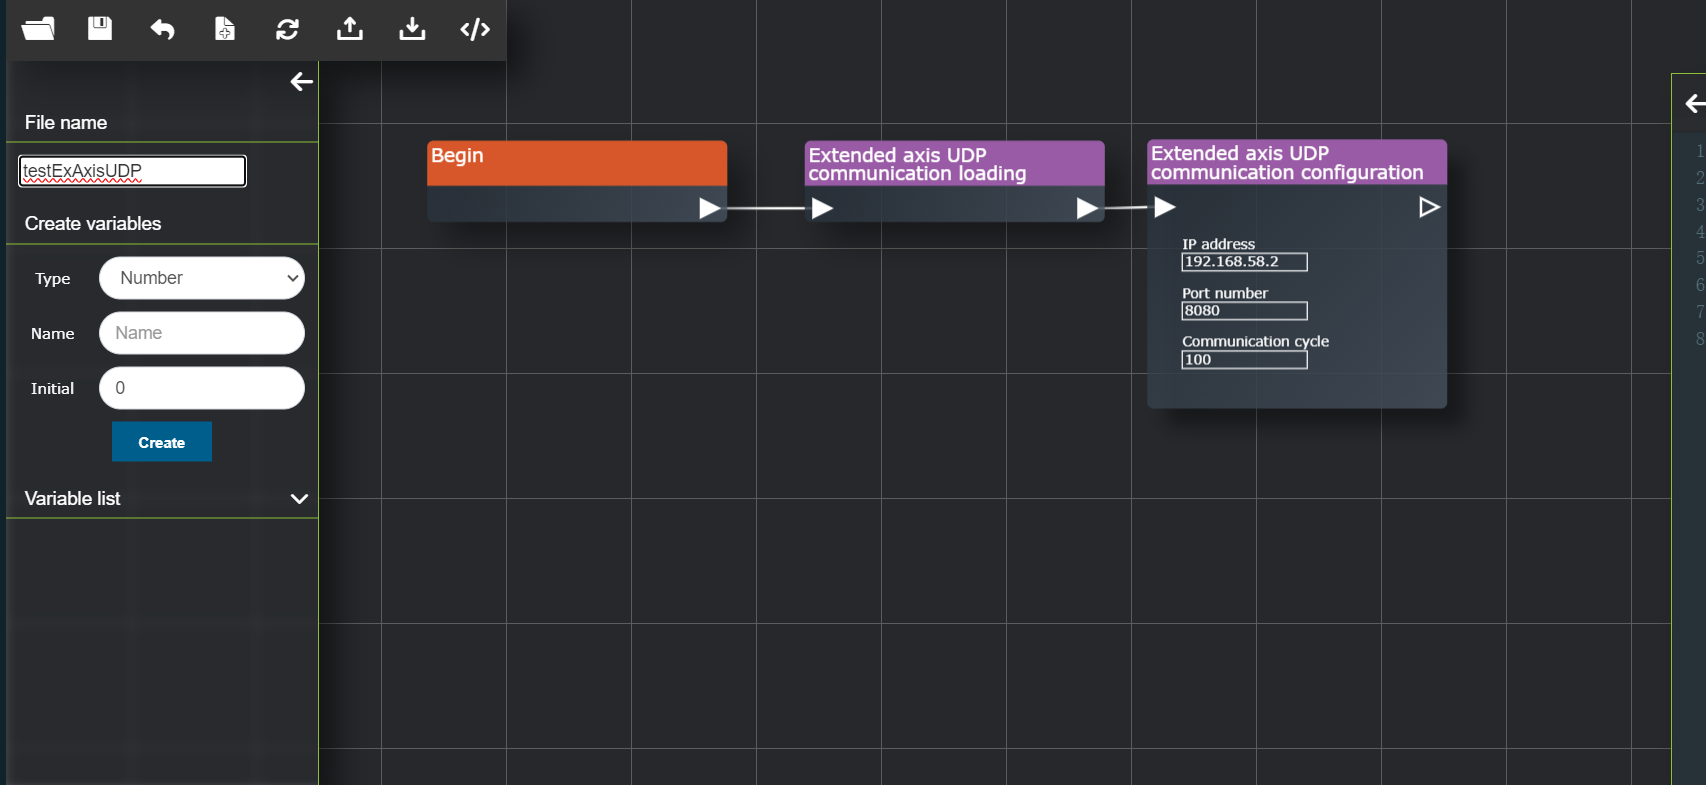 File name
testExAxisUDP
Create variables
Type
Number
Name
Name
Initial
0
Create
Variable list
Begin
Extended axis UDP
communication loading
Extended axis UDP
communication configuration
IP address
192.168.58.2
Port number
8080
Communication cycle
100
1
2
3
4
5
6
7
8